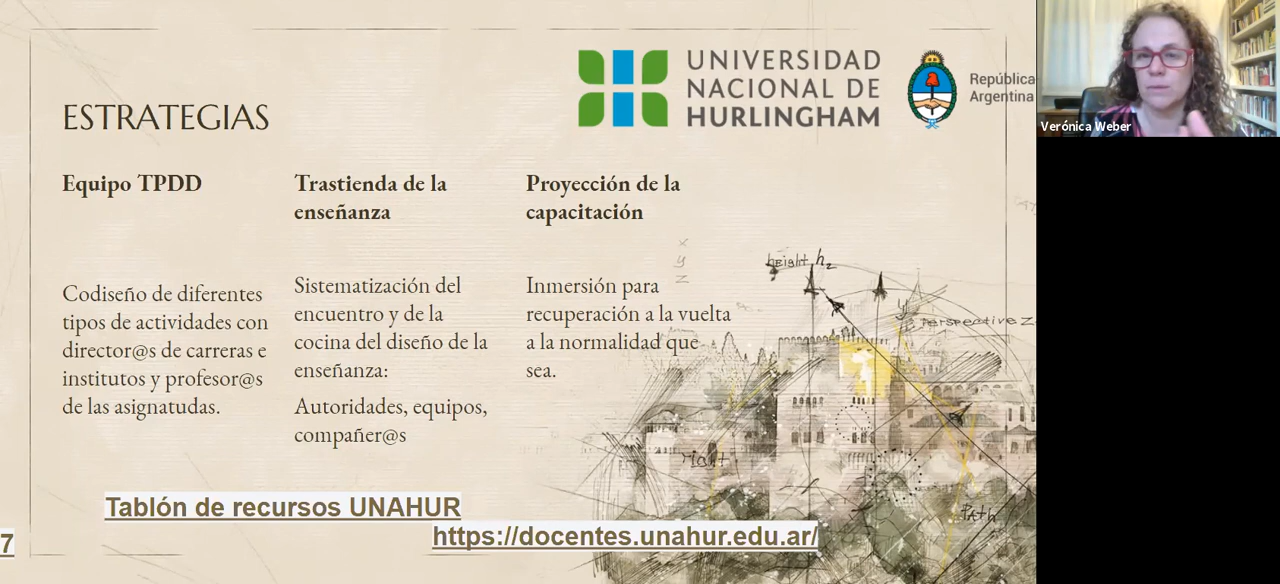 UNIVERSIDAD
NACIONAL DE
HURLINGHAM
República
Argentina
Verónica Weber
ESTRATEGIAS
Equipo TPDD
Codiseño de diferentes
tipos de actividades con
director@s de carreras e
institutos y profesor@s
de las asignatudas.
Trastienda de la
enseñanza
Sistematización del
encuentro y de la
cocina del diseño de la
enseñanza:
Autoridades, equipos,
compañer@s
Proyección de la
capacitación
Inmersión para
recuperación a la vuelta
a la normalidad que
sea.
x
y
z
height h2
y
Perspective Z
right
Path
Tablón de recursos UNAHUR
https://docentes.unahur.edu.ar/
7